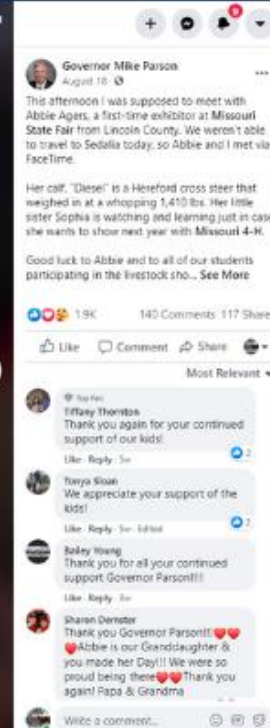 9
Governor Mike Parson
August 18
This afternoon I was supposed to meet with
Abbie Agers, a first-time exhibitor at Missouri
State Fair from Lincoln County. We weren't able
to travel to Sedalia today, so Abbie and I met via
FaceTime.
Her calf, "Diesel" is a Hereford cross steer that
weighed in at a whopping 1,410 lbs. Her little
sister Sophia is watching and learning just in case
she wants to show next year with Missouri 4-H.
Good luck to Abbie and to all of our students
participating in the livestock sho... See More
1.9K 140 Comments 117 Share
Like Comment Share
Most Relevant
Top Fan
Tiffany Thornton
Thank you again for your continued
support of our kids!
2
Like · Reply · 5w
Tonya Sloan
We appreciate your support of the
kids!
2
Like · Reply · 5w · Edited
Bailey Young
Thank you for all your continued
support Governor Parson!!!!
Like · Reply · 5w
Sharon Dernster
Thank you Governor Parson!!!❤️❤️
❤️Abbie is our Granddaughter &
you made her Day!!! We were so
proud being there❤️❤️Thank you
again! Papa & Grandma
Write a comment...